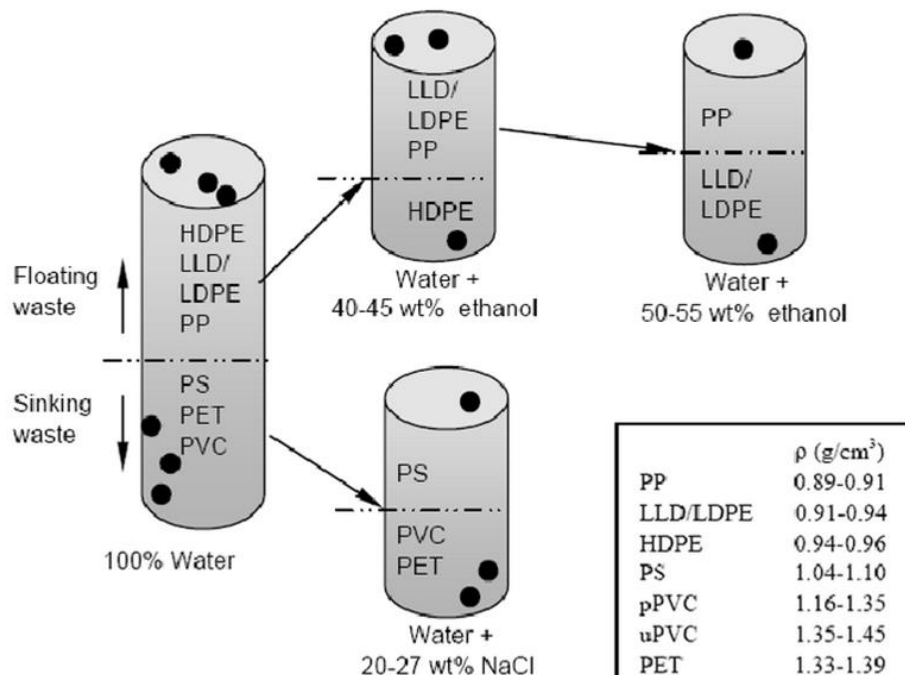 HDPE
LLD/
LDPE
PP
Floating
waste
Sinking
waste
PS
PET
PVC
100% Water
LLD/
LDPE
PP
HDPE
Water +
40-45 wt% ethanol
PP
LLD/
LDPE
Water +
50-55 wt% ethanol
PS
PVC
PET
Water +
20-27 wt% NaCl
ρ (g/cm³)
PP 0.89-0.91
LLD/LDPE 0.91-0.94
HDPE 0.94-0.96
PS 1.04-1.10
pPVC 1.16-1.35
uPVC 1.35-1.45
PET 1.33-1.39